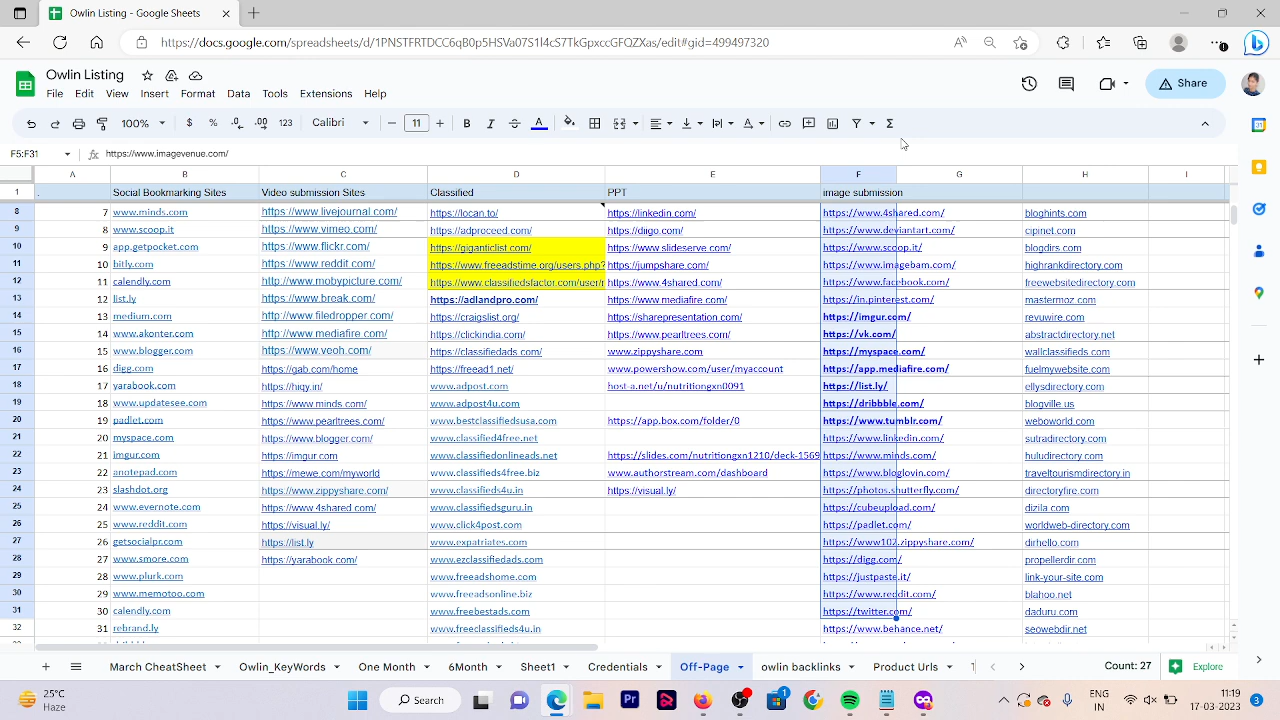 Owlin Listing - Google Sheets
https://docs.google.com/spreadsheets/d/1PNSTFRTDCC6qB0p5HSVa07S1I4cS7TkGpxccGFQZXas/edit#gid=499497320
Owlin Listing
File Edit View Insert Format Data Tools Extensions Help
Share
100% $ % .0 .00 123 Calibri 11 B I A
F5:F31 fx https://www.imagevenue.com/
A B C D E F G H I
1 . Social Bookmarking Sites Video submission Sites Classified PPT image submission
8 7 www.minds.com https://www.livejournal.com/ https://locan.to/ https://linkedin.com/ https://www.4shared.com/ bloghints.com
9 8 www.scoop.it https://www.vimeo.com/ https://adproceed.com/ https://diigo.com/ https://www.deviantart.com/ cipinet.com
10 9 app.getpocket.com https://www.flickr.com/ https://giganticlist.com/ https://www.slideserve.com/ https://www.scoop.it/ blogdirs.com
11 10 bitly.com https://www.reddit.com/ https://www.freeadstime.org/users.php? https://jumpshare.com/ https://www.imagebam.com/ highrankdirectory.com
12 11 calendly.com http://www.mobypicture.com/ https://www.classifiedsfactor.com/user/r https://www.4shared.com/ https://www.facebook.com/ freewebsitedirectory.com
13 12 list.ly https://www.break.com/ https://adlandpro.com/ https://www.mediafire.com/ https://in.pinterest.com/ mastermoz.com
14 13 medium.com http://www.filedropper.com/ https://craigslist.org/ https://sharepresentation.com/ https://imgur.com/ revuwire.com
15 14 www.akonter.com http://www.mediafire.com/ https://clickindia.com/ https://www.pearltrees.com/ https://vk.com/ abstractdirectory.net
16 15 www.blogger.com https://www.veoh.com/ https://classifiedads.com/ www.zippyshare.com https://myspace.com/ wallclassifieds.com
17 16 digg.com https://gab.com/home https://freead1.net/ www.powershow.com/user/myaccount https://app.mediafire.com/ fuelmywebsite.com
18 17 yarabook.com https://hiqy.in/ www.adpost.com host-a.net/u/nutritiongxn0091 https://list.ly/ ellysdirectory.com
19 18 www.updatesee.com https://www.minds.com/ www.adpost4u.com https://dribbble.com/ blogville.us
20 19 padlet.com https://www.pearltrees.com/ www.bestclassifiedsusa.com https://app.box.com/folder/0 https://www.tumblr.com/ weboworld.com
21 20 myspace.com https://www.blogger.com/ www.classified4free.net https://www.linkedin.com/ sutradirectory.com
22 21 imgur.com https://imgur.com www.classifiedonlineads.net https://slides.com/nutritiongxn1210/deck-1569 https://www.minds.com/ huludirectory.com
23 22 anotepad.com https://mewe.com/myworld www.classifieds4free.biz www.authorstream.com/dashboard https://www.bloglovin.com/ traveltourismdirectory.in
24 23 slashdot.org https://www.zippyshare.com/ www.classifieds4u.in https://visual.ly/ https://photos.shutterfly.com/ directoryfire.com
25 24 www.evernote.com https://www.4shared.com/ www.classifiedsguru.in https://cubeupload.com/ dizila.com
26 25 www.reddit.com https://visual.ly/ www.click4post.com https://padlet.com/ worldweb-directory.com
27 26 getsocialpr.com https://list.ly www.expatriates.com https://www102.zippyshare.com/ dirhello.com
28 27 www.smore.com https://yarabook.com/ www.ezclassifiedads.com https://digg.com/ propellerdir.com
29 28 www.plurk.com www.freeadshome.com https://justpaste.it/ link-your-site.com
30 29 www.memotoo.com www.freeadsonline.biz https://www.reddit.com/ blahoo.net
31 30 calendly.com www.freebestads.com https://twitter.com/ daduru.com
32 31 rebrand.ly www.freeclassifieds4u.in https://www.behance.net/ seowebdir.net
March CheatSheet Owlin_KeyWords One Month 6Month Sheet1 Credentials Off-Page owlin backlinks Product Urls Count: 27 Explore
25°C
Haze
Search
1
ENG
IN
11:19
17-03-2023
3